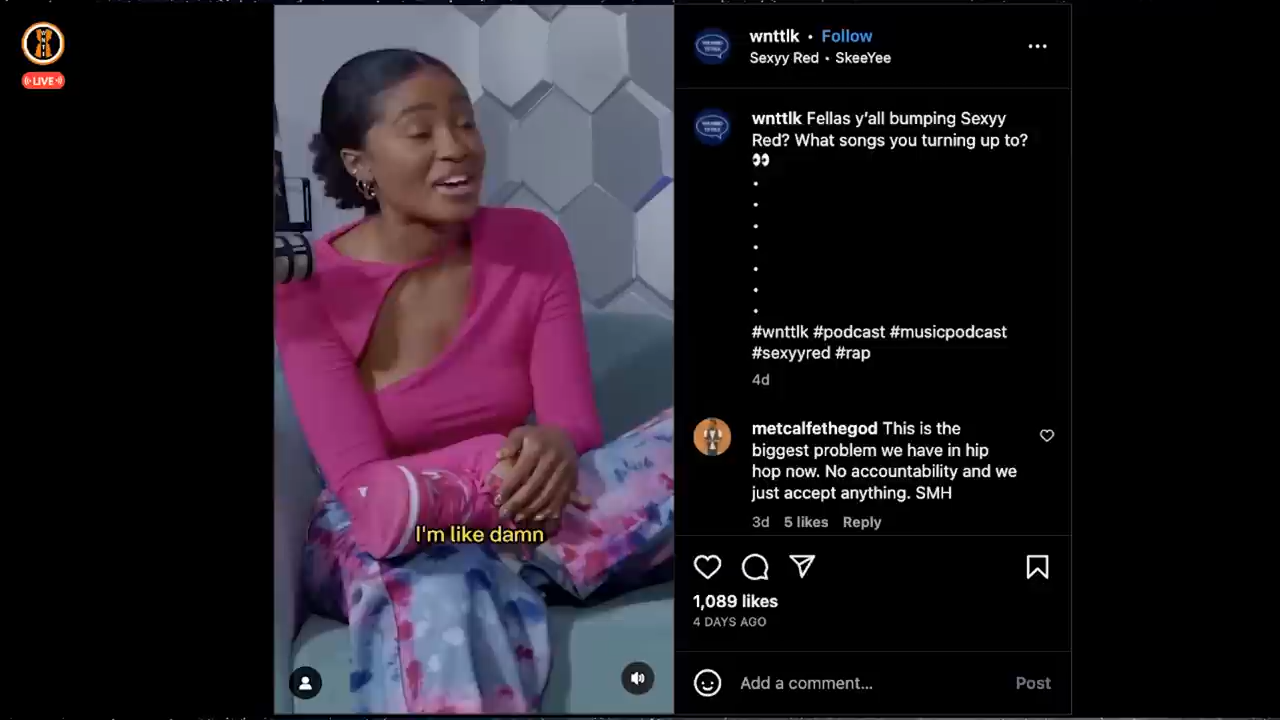 LIVE
wnttlk • Follow
Sexyy Red • SkeeYee
wnttlk Fellas y'all bumping Sexyy
Red? What songs you turning up to?
👀
•
•
•
•
•
•
•
#wnttlk #podcast #musicpodcast
#sexyyred #rap
4d
metcalfethegod This is the
biggest problem we have in hip
hop now. No accountability and we
just accept anything. SMH
3d 5 likes Reply
I'm like damn
1,089 likes
4 DAYS AGO
Add a comment...
Post